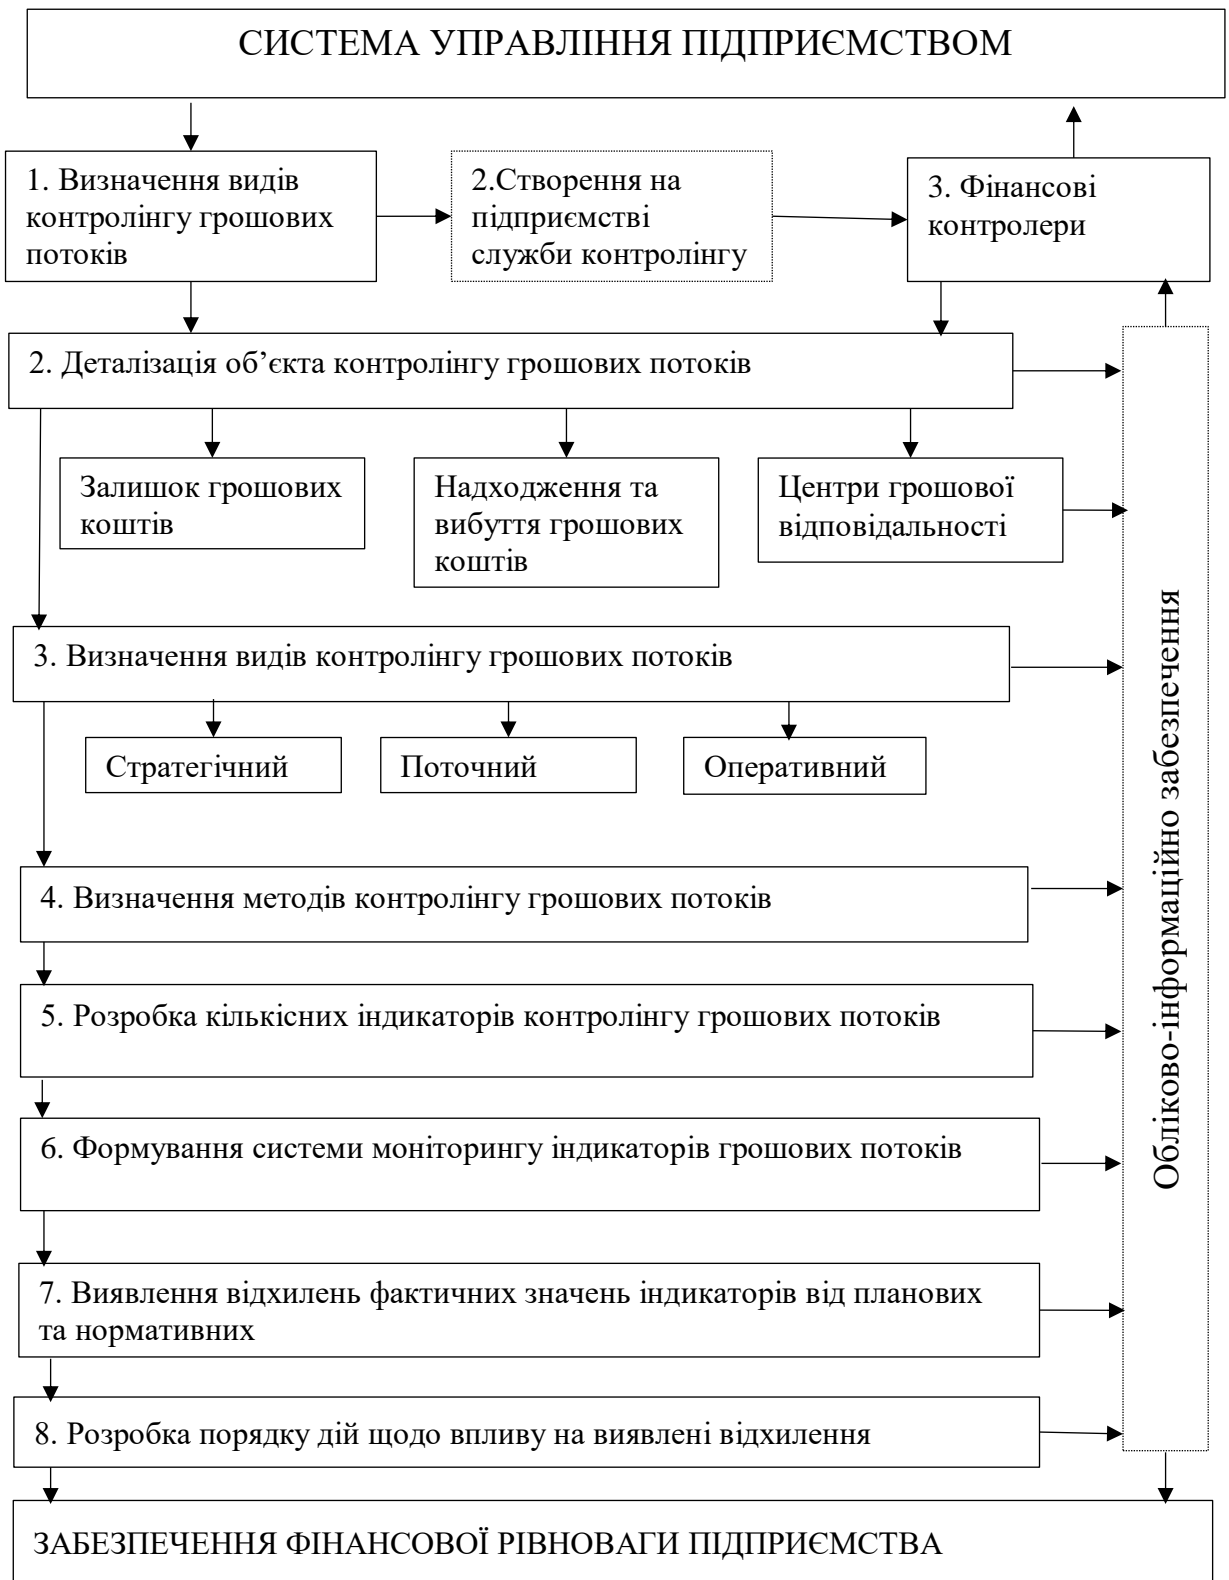 СИСТЕМА УПРАВЛІННЯ ПІДПРИЄМСТВОМ
1. Визначення видів
контролінгу грошових
потоків
2.Створення на
підприємстві
служби контролінгу
3. Фінансові
контролери
2. Деталізація об’єкта контролінгу грошових потоків
Залишок грошових
коштів
Надходження та
вибуття грошових
коштів
Центри грошової
відповідальності
3. Визначення видів контролінгу грошових потоків
Стратегічний
Поточний
Оперативний
4. Визначення методів контролінгу грошових потоків
5. Розробка кількісних індикаторів контролінгу грошових потоків
6. Формування системи моніторингу індикаторів грошових потоків
7. Виявлення відхилень фактичних значень індикаторів від планових
та нормативних
8. Розробка порядку дій щодо впливу на виявлені відхилення
Обліково-інформаційно забезпечення
ЗАБЕЗПЕЧЕННЯ ФІНАНСОВОЇ РІВНОВАГИ ПІДПРИЄМСТВА